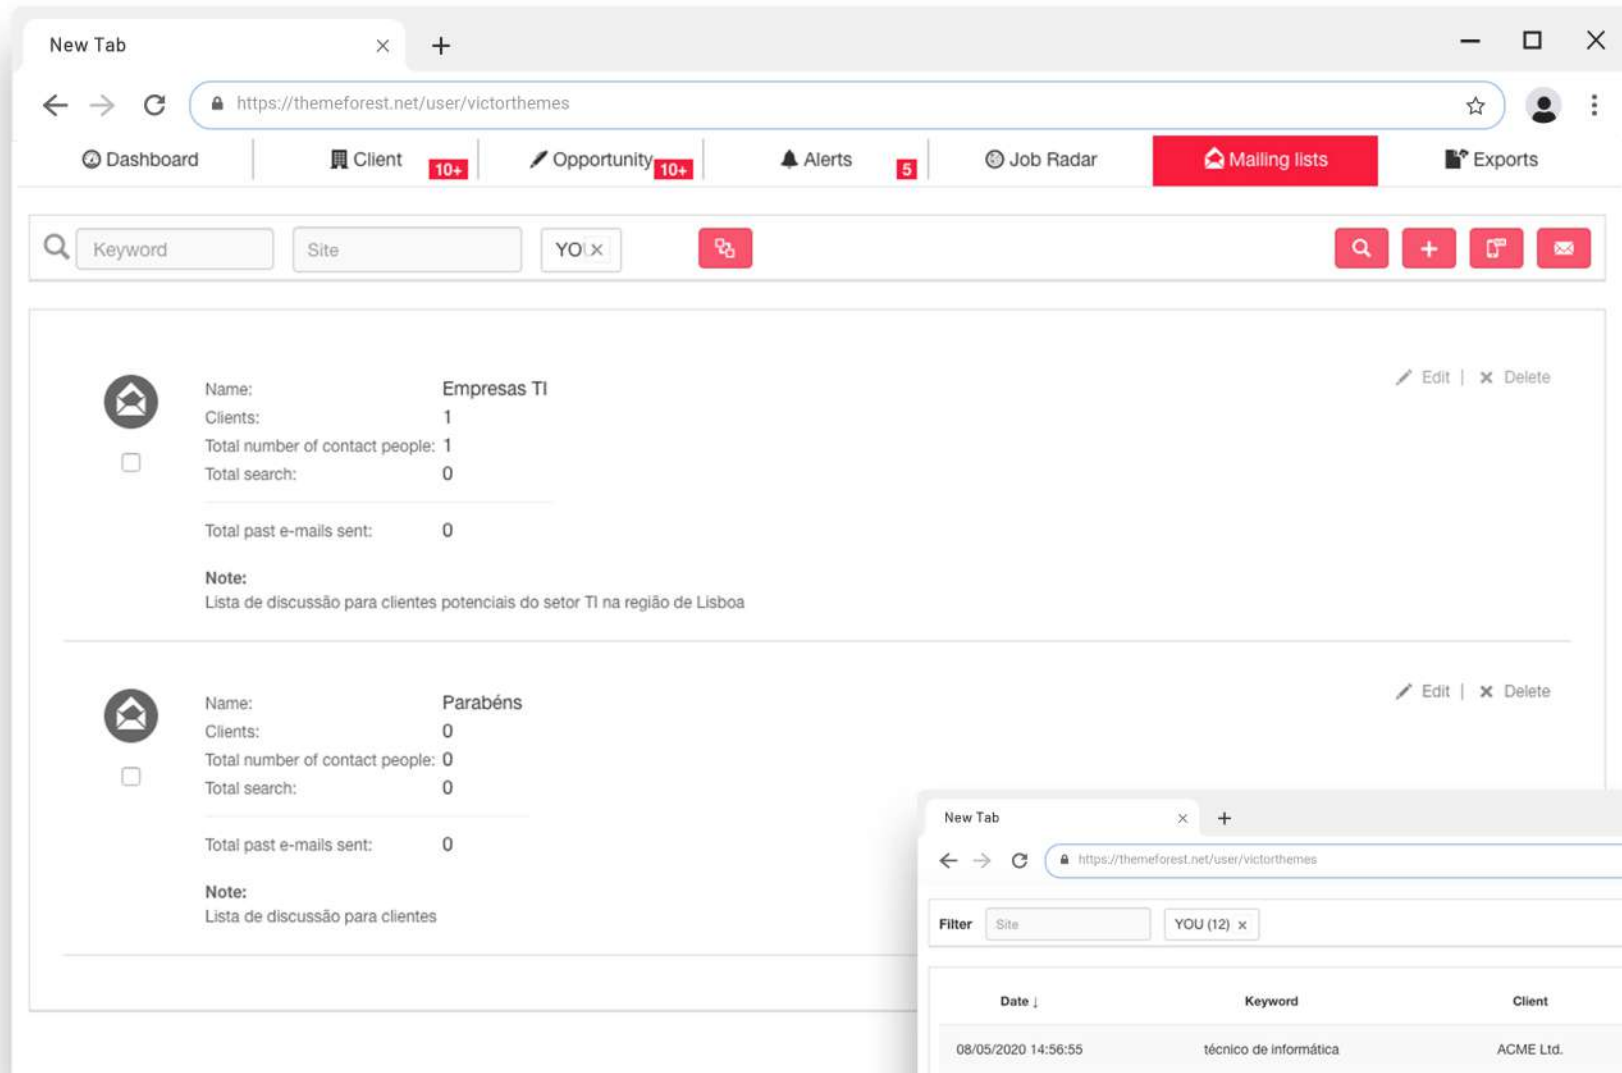 New Tab
https://themeforest.net/user/victorthemes
Dashboard Client 10+ Opportunity 10+ Alerts 5 Job Radar Mailing lists Exports
Keyword Site YO
Name: Empresas TI Edit | Delete
Clients: 1
Total number of contact people: 1
Total search: 0
Total past e-mails sent: 0
Note:
Lista de discussão para clientes potenciais do setor TI na região de Lisboa
Name: Parabéns Edit | Delete
Clients: 0
Total number of contact people: 0
Total search: 0
Total past e-mails sent: 0
Note:
Lista de discussão para clientes
New Tab
https://themeforest.net/user/victorthemes
Filter Site YOU (12)
Date ↓ Keyword Client
08/05/2020 14:56:55 técnico de informática ACME Ltd.